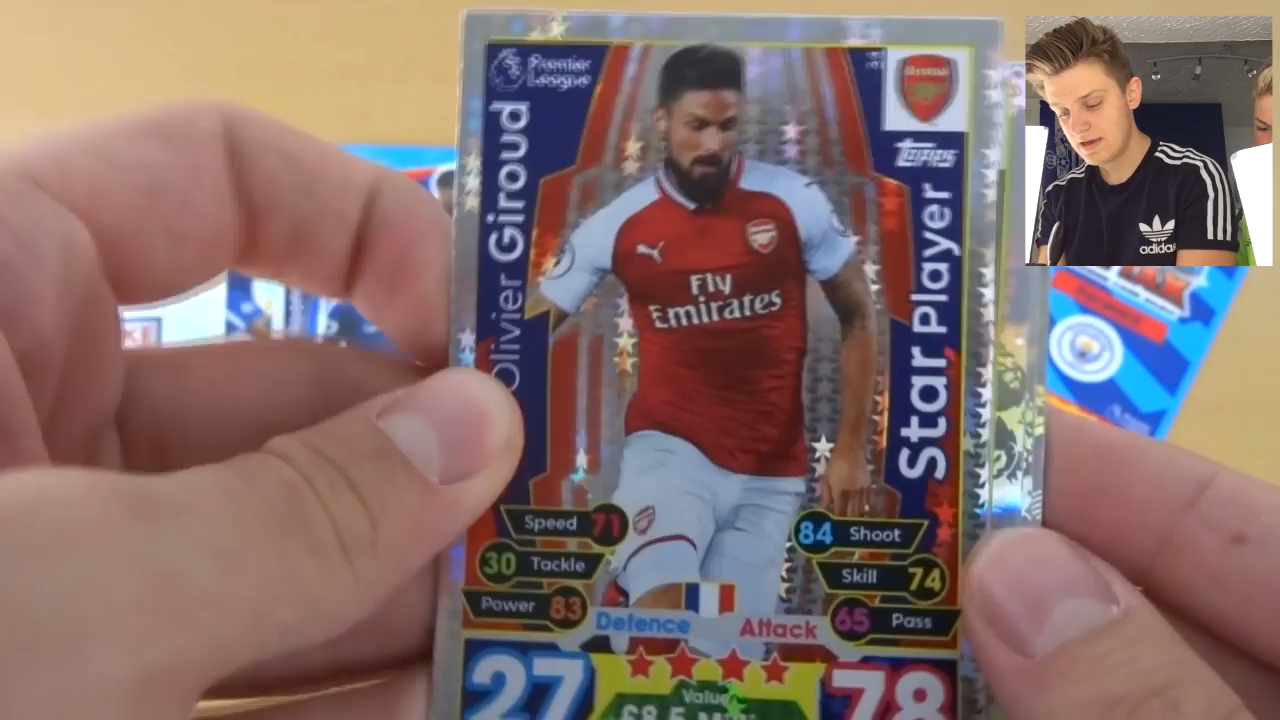 Premier
League
Arsenal
Topps
Olivier Giroud
Star Player
Fly
Emirates
Speed 71
84 Shoot
30 Tackle
Skill 74
Power 83
65 Pass
Defence
Attack
27
78
Value
adidas